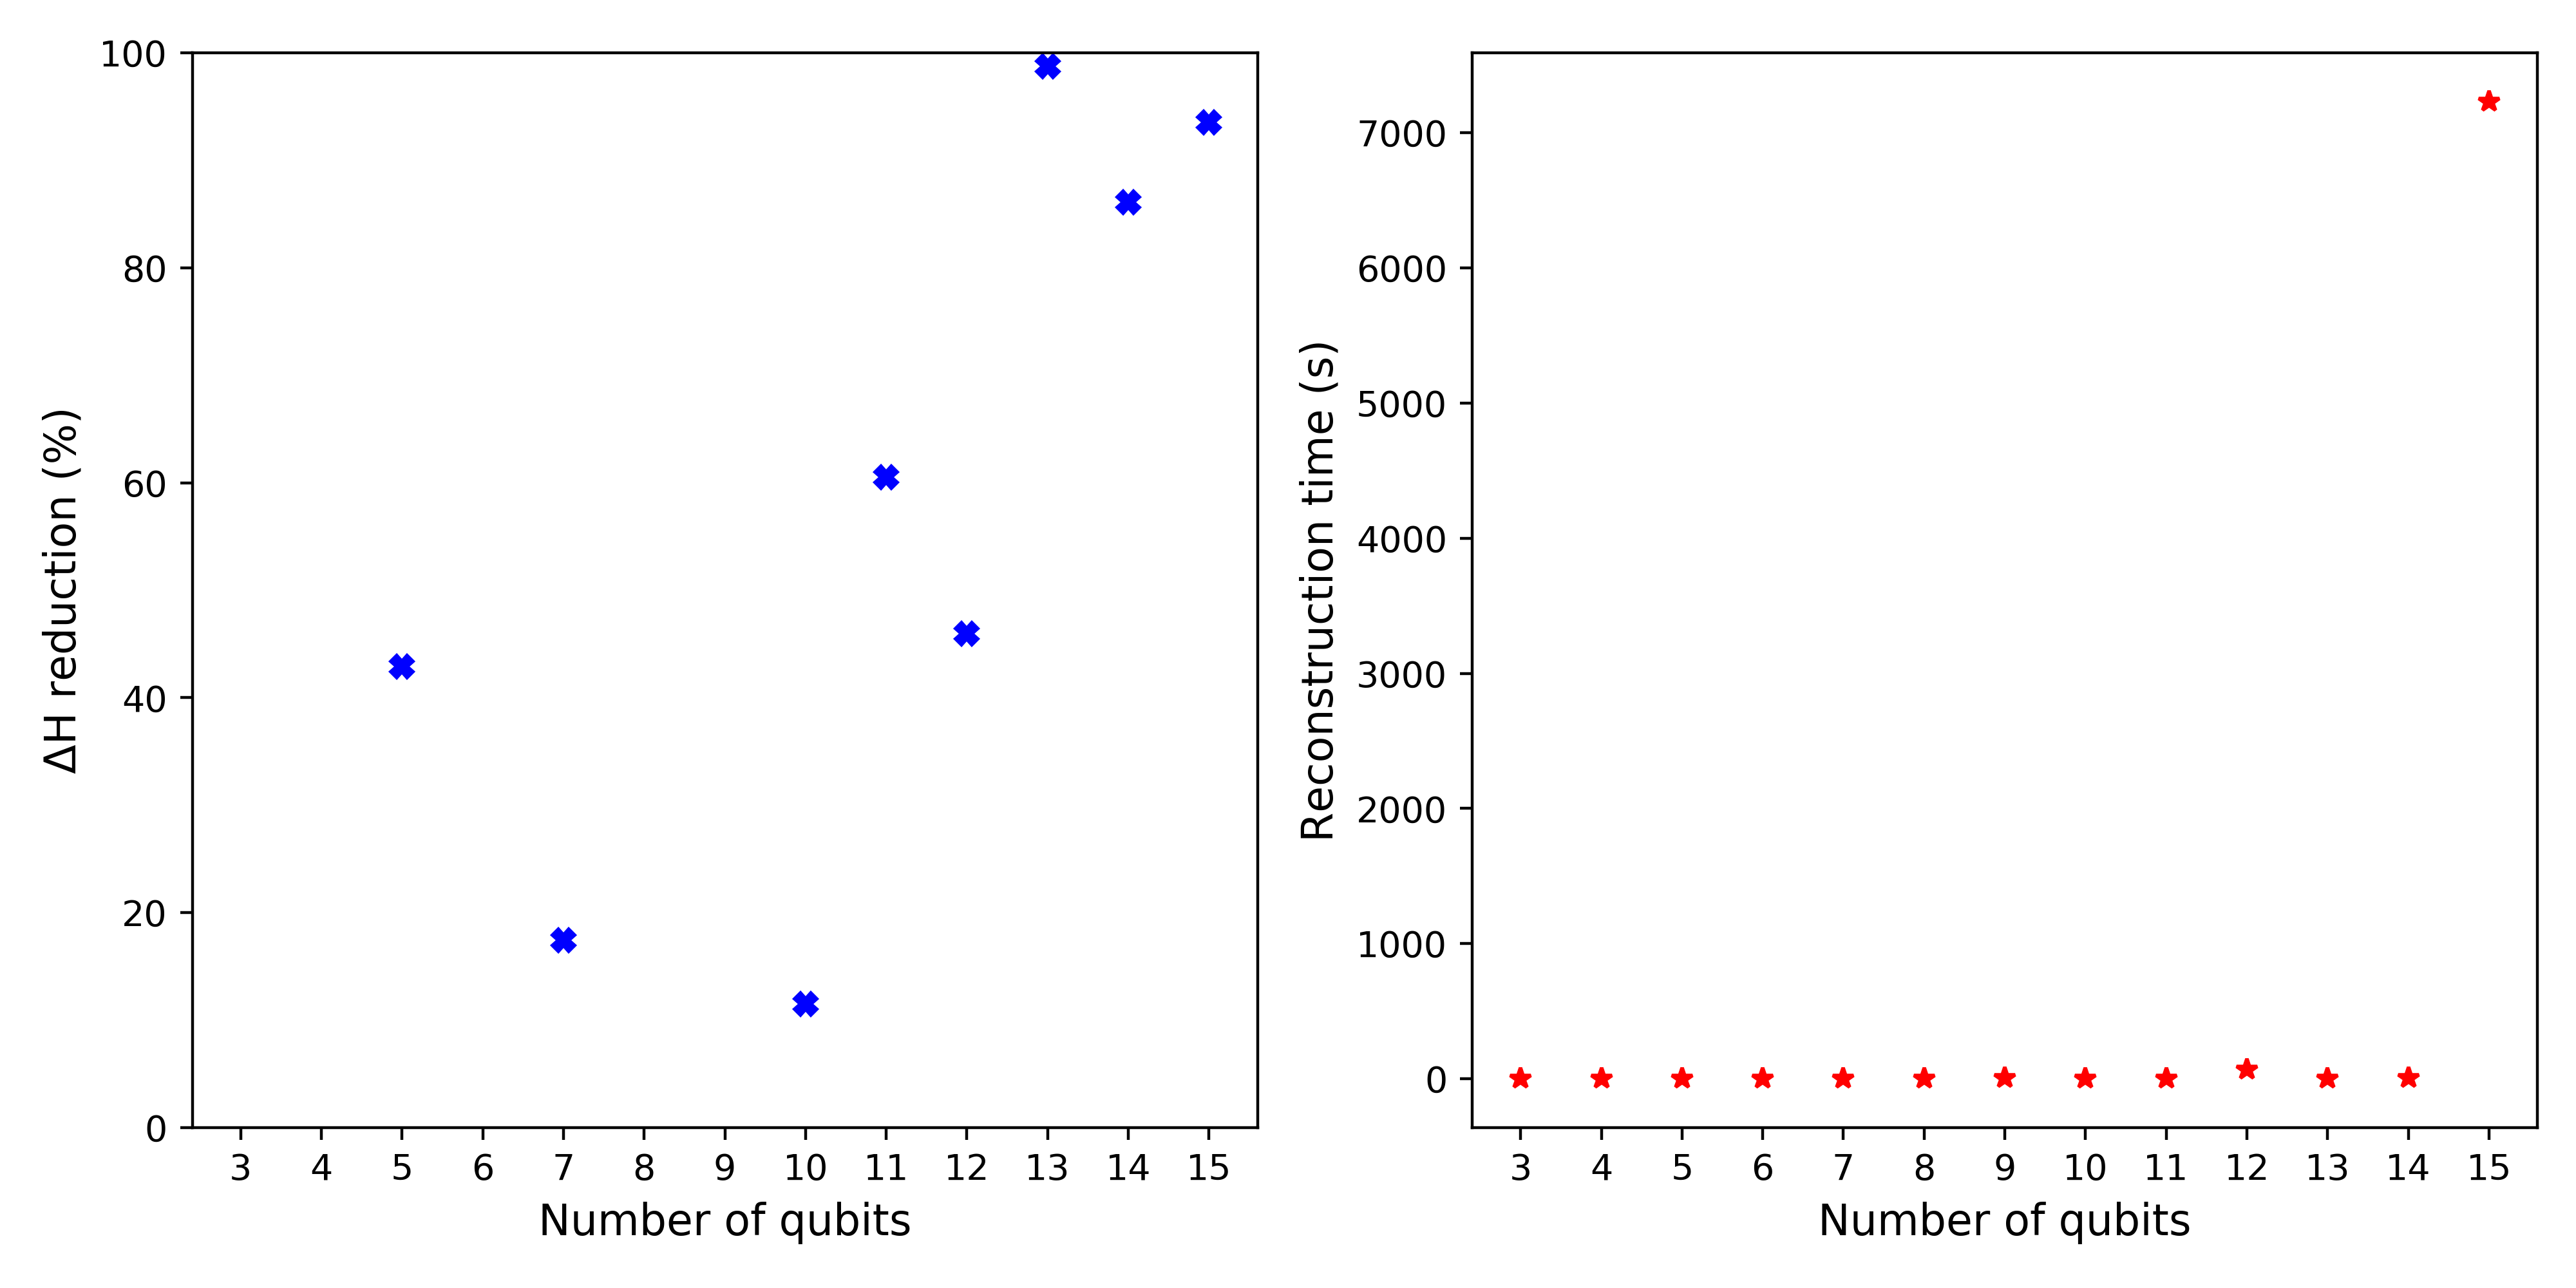 100
80
60
40
20
0
ΔH reduction (%)
3 4 5 6 7 8 9 10 11 12 13 14 15
Number of qubits
7000
6000
5000
4000
3000
2000
1000
0
Reconstruction time (s)
3 4 5 6 7 8 9 10 11 12 13 14 15
Number of qubits